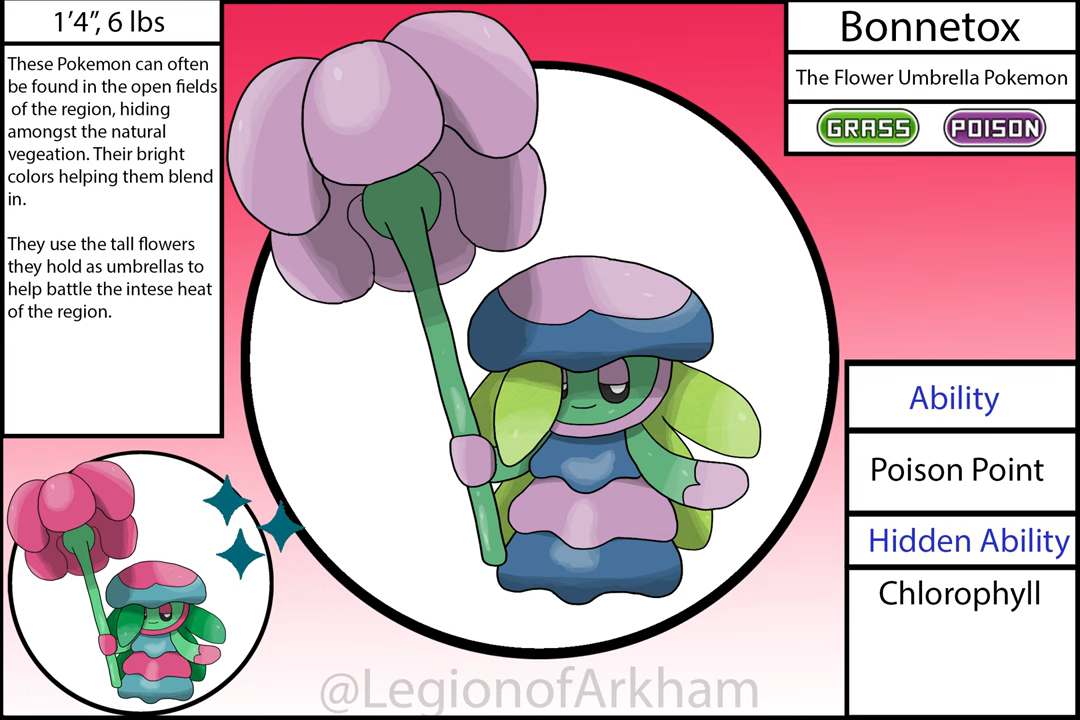 1'4", 6 lbs
These Pokemon can often
be found in the open fields
of the region, hiding
amongst the natural
vegeation. Their bright
colors helping them blend
in.
They use the tall flowers
they hold as umbrellas to
help battle the intese heat
of the region.
Bonnetox
The Flower Umbrella Pokemon
GRASS POISON
Ability
Poison Point
Hidden Ability
Chlorophyll
@LegionofArkham